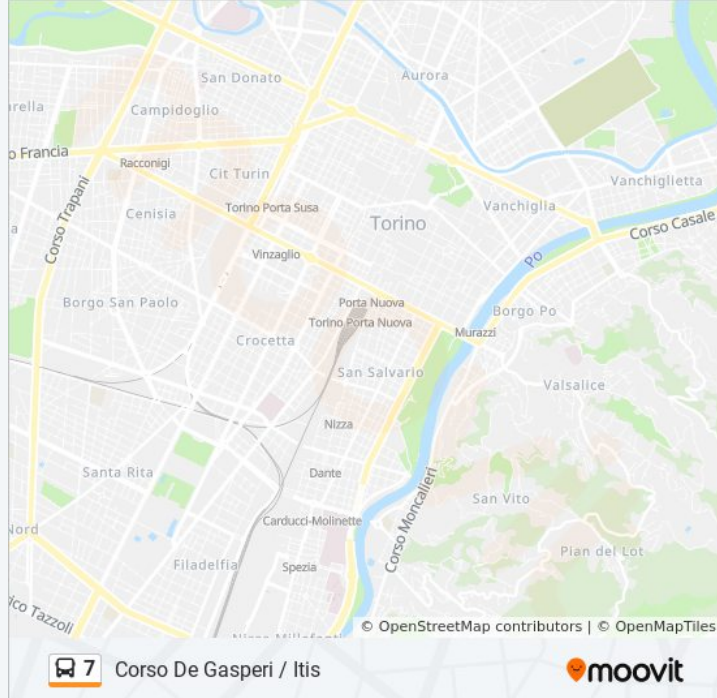 San Donato
Aurora
arella
Campidoglio
o Francia
Racconigi
Cit Turin
Vanchiglietta
Corso Trapani
Cenisia
Torino Porta Susa
Vanchiglia
Torino
Corso Casale
a
Vinzaglio
Po
Borgo San Paolo
Porta Nuova
Borgo Po
Torino Porta Nuova
Murazzi
Crocetta
San Salvario
Valsalice
Nizza
Santa Rita
Dante
San Vito
Corso Moncalieri
Nord
Carducci-Molinette
Pian del Lot
Filadelfia
Spezia
rico Tazzoli
© OpenStreetMap contributors | © OpenMapTiles
7 Corso De Gasperi / Itis
moovit